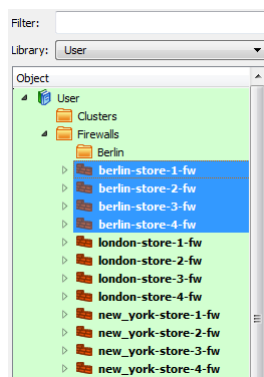 Filter:
Library: User
Object
User
Clusters
Firewalls
Berlin
berlin-store-1-fw
berlin-store-2-fw
berlin-store-3-fw
berlin-store-4-fw
london-store-1-fw
london-store-2-fw
london-store-3-fw
london-store-4-fw
new_york-store-1-fw
new_york-store-2-fw
new_york-store-3-fw
new_york-store-4-fw